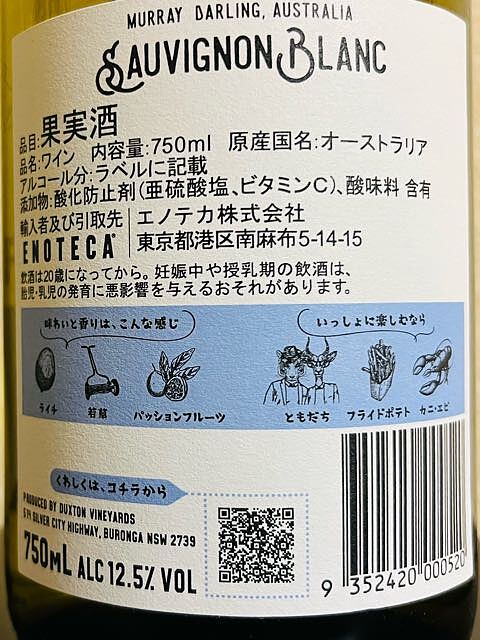 MURRAY DARLING, AUSTRALIA
SAUVIGNON BLANC
品目:果実酒
品名:ワイン 内容量:750ml 原産国名:オーストラリア
アルコール分:ラベルに記載
添加物:酸化防止剤(亜硫酸塩、ビタミンC)、酸味料 含有
輸入者及び引取先 エノテカ株式会社
ENOTECA® 東京都港区南麻布5-14-15
飲酒は20歳になってから。妊娠中や授乳期の飲酒は、
胎児・乳児の発育に悪影響を与えるおそれがあります。
味わいと香りは、こんな感じ いっしょに楽しむなら
ライチ 若草 パッションフルーツ ともだち フライドポテト カニ・エビ
くわしくは、コチラから
PRODUCED BY DUXTON VINEYARDS
514 SILVER CITY HIGHWAY, BURONGA NSW 2739
750ML ALC 12.5% VOL
9 352420 000520